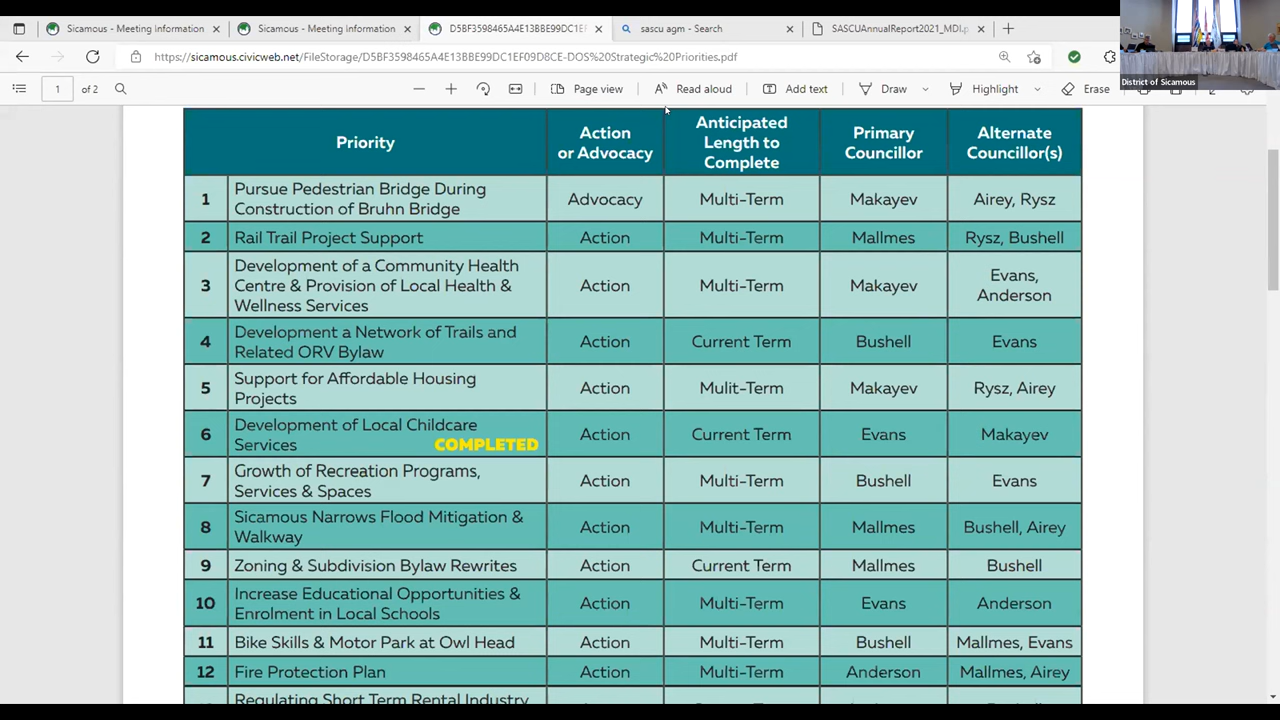 Sicamous - Meeting information
Sicamous - Meeting information
D5BF3598465A4E13BBE99DC1EF
sascu agm - Search
SASCUAnnualReport2021_MDI.p
https://sicamous.civicweb.net/FileStorage/D5BF3598465A4E13BBE99DC1EF09D8CE-DOS%20Strategic%20Priorities.pdf
District of Sicamous
1 of 2
Page view
Read aloud
Add text
Draw
Highlight
Erase
Priority
Action
or Advocacy
Anticipated
Length to
Complete
Primary
Councillor
Alternate
Councillor(s)
1
Pursue Pedestrian Bridge During
Construction of Bruhn Bridge
Advocacy
Multi-Term
Makayev
Airey, Rysz
2
Rail Trail Project Support
Action
Multi-Term
Mallmes
Rysz, Bushell
3
Development of a Community Health
Centre & Provision of Local Health &
Wellness Services
Action
Multi-Term
Makayev
Evans,
Anderson
4
Development a Network of Trails and
Related ORV Bylaw
Action
Current Term
Bushell
Evans
5
Support for Affordable Housing
Projects
Action
Mulit-Term
Makayev
Rysz, Airey
6
Development of Local Childcare
Services COMPLETED
Action
Current Term
Evans
Makayev
7
Growth of Recreation Programs,
Services & Spaces
Action
Multi-Term
Bushell
Evans
8
Sicamous Narrows Flood Mitigation &
Walkway
Action
Multi-Term
Mallmes
Bushell, Airey
9
Zoning & Subdivision Bylaw Rewrites
Action
Current Term
Mallmes
Bushell
10
Increase Educational Opportunities &
Enrolment in Local Schools
Action
Multi-Term
Evans
Anderson
11
Bike Skills & Motor Park at Owl Head
Action
Multi-Term
Bushell
Mallmes, Evans
12
Fire Protection Plan
Action
Multi-Term
Anderson
Mallmes, Airey
Regulating Short Term Rental Industry